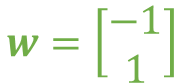 w = [-1
1]